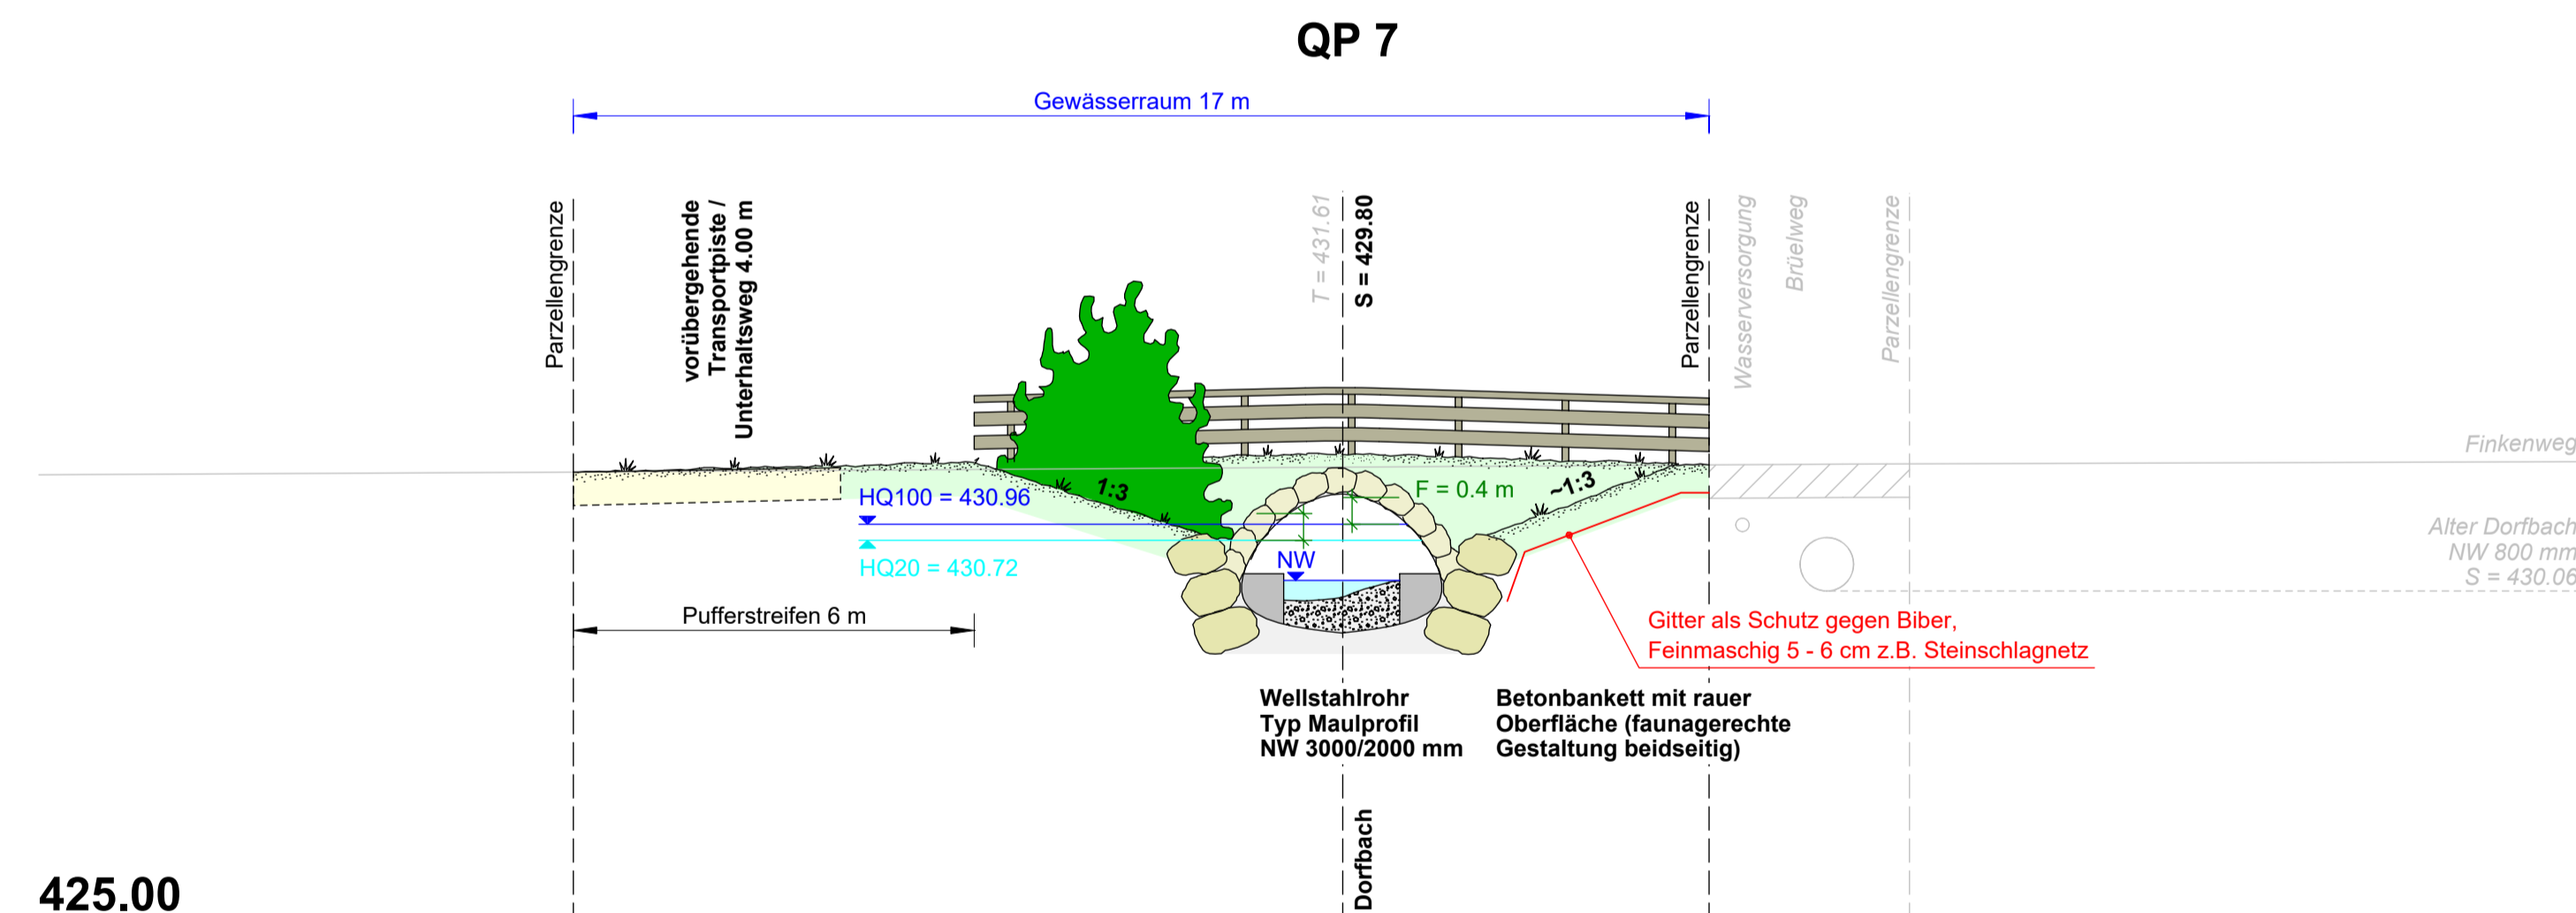 QP 7
Gewässerraum 17 m
Parzellengrenze
vorübergehende
Transportpiste /
Unterhaltsweg 4.00 m
T = 431.61
S = 429.80
Parzellengrenze
Wasserversorgung
Brüelweg
Parzellengrenze
Finkenweg
HQ100 = 430.96
1:3
F = 0.4 m
~1:3
Alter Dorfbach
NW 800 mm
S = 430.06
HQ20 = 430.72
NW
Pufferstreifen 6 m
Gitter als Schutz gegen Biber,
Feinmaschig 5 - 6 cm z.B. Steinschlagnetz
Wellstahlrohr
Typ Maulprofil
NW 3000/2000 mm
Betonbankett mit rauer
Oberfläche (faunagerechte
Gestaltung beidseitig)
Dorfbach
425.00